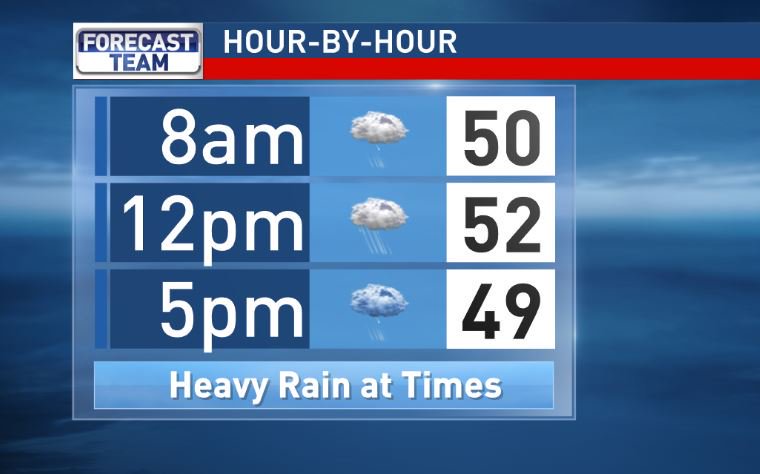 FORECAST
TEAM
HOUR-BY-HOUR
8am 50
12pm 52
5pm 49
Heavy Rain at Times